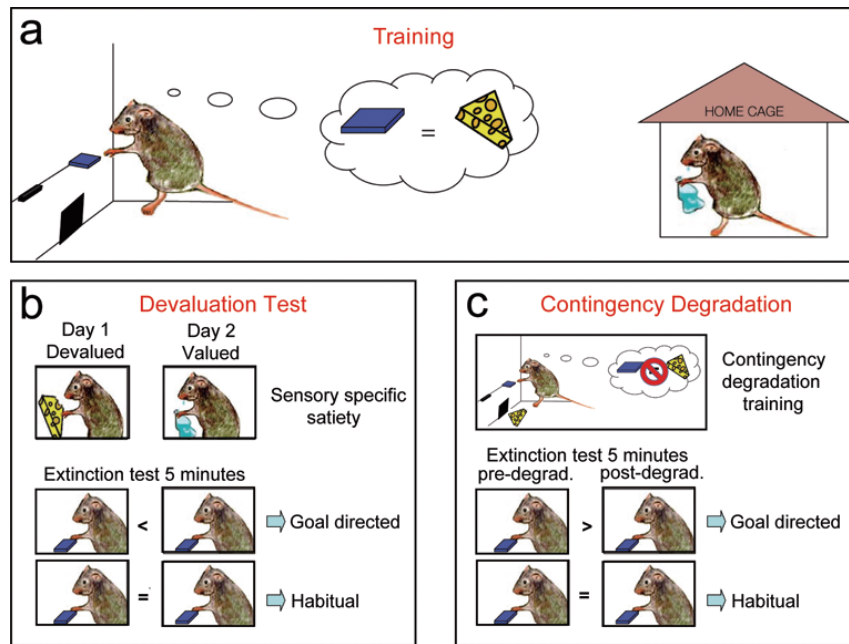 a
Training
=
HOME CAGE
b
Devaluation Test
Day 1
Devalued
Day 2
Valued
Sensory specific
satiety
Extinction test 5 minutes
<
Goal directed
=
Habitual
c
Contingency Degradation
Contingency
degradation
training
Extinction test 5 minutes
pre-degrad. post-degrad.
>
Goal directed
=
Habitual